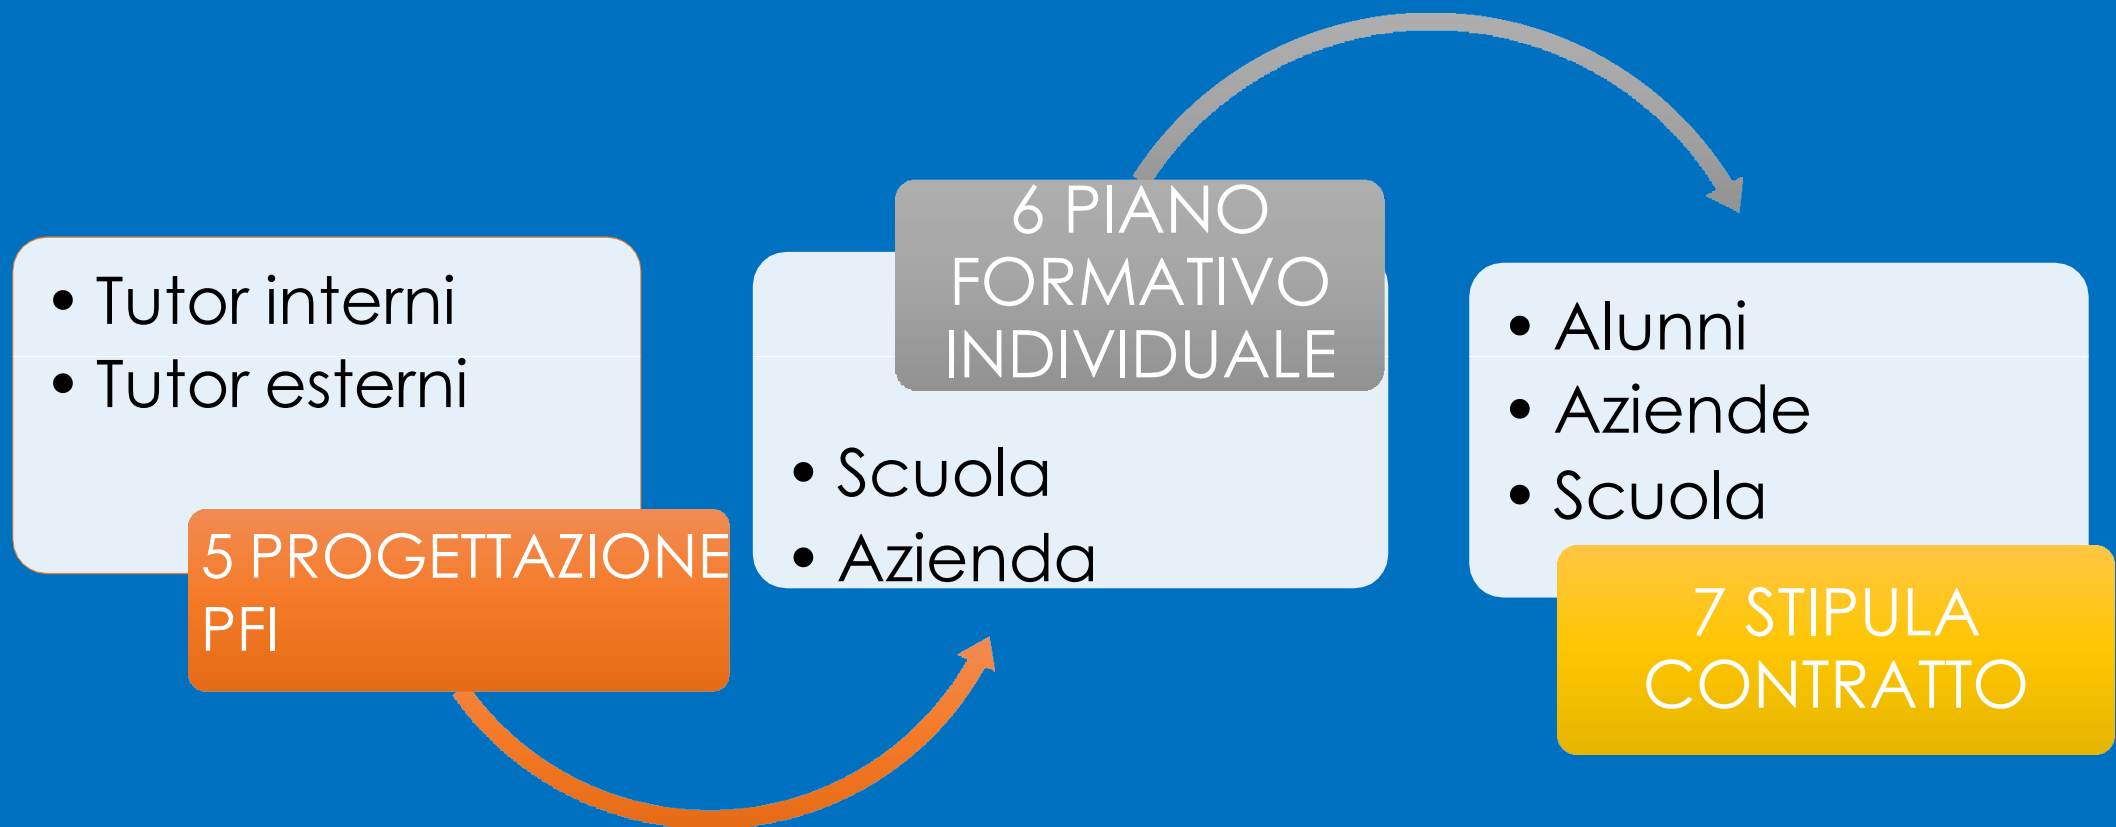 • Tutor interni
• Tutor esterni
5 PROGETTAZIONE
PFI
6 PIANO
FORMATIVO
INDIVIDUALE
• Scuola
• Azienda
• Alunni
• Aziende
• Scuola
7 STIPULA
CONTRATTO